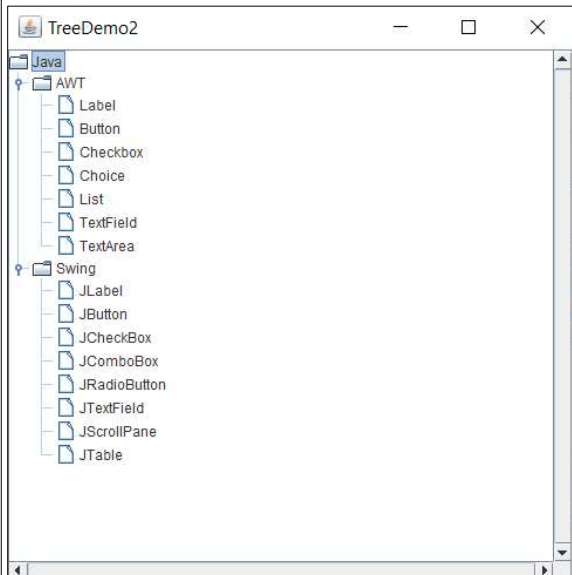 TreeDemo2
Java
AWT
Label
Button
Checkbox
Choice
List
TextField
TextArea
Swing
JLabel
JButton
JCheckBox
JComboBox
JRadioButton
JTextField
JScrollPane
JTable